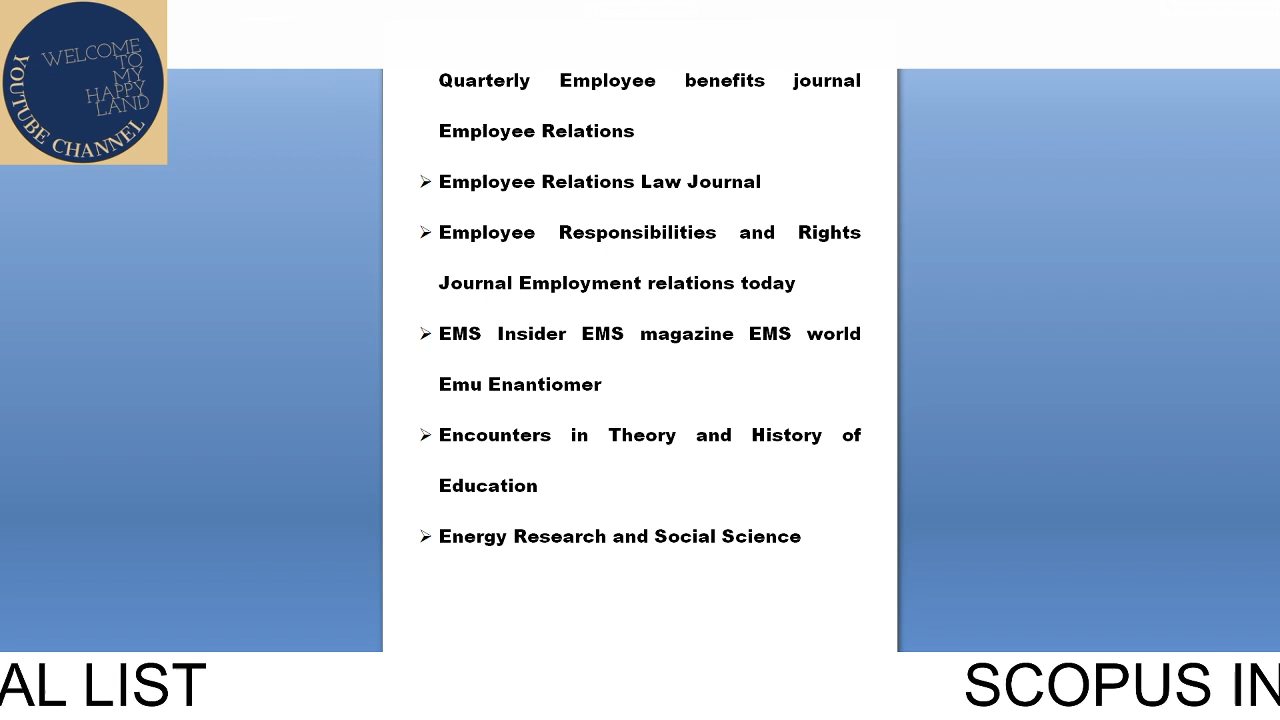 WELCOME
TO
MY
HAPPY
LAND
YOUTUBE CHANNEL
Quarterly Employee benefits journal
Employee Relations
➢ Employee Relations Law Journal
➢ Employee Responsibilities and Rights
Journal Employment relations today
➢ EMS Insider EMS magazine EMS world
Emu Enantiomer
➢ Encounters in Theory and History of
Education
➢ Energy Research and Social Science
AL LIST
SCOPUS IN